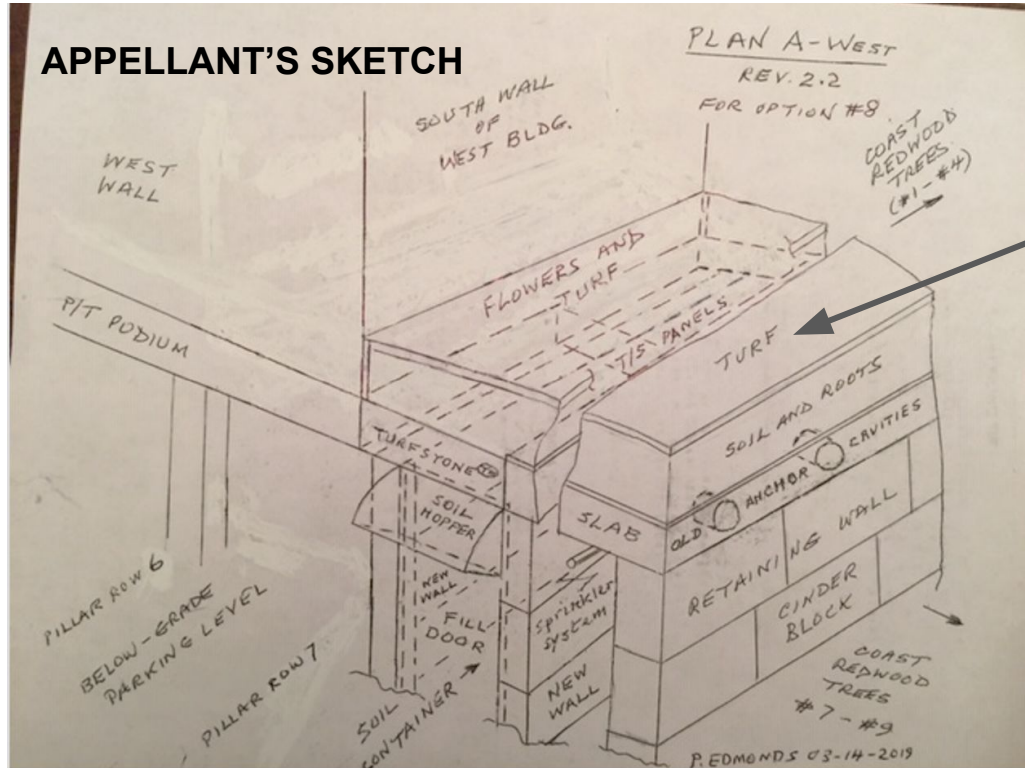 APPELLANT'S SKETCH
PLAN A-WEST
REV. 2.2
FOR OPTION #8
SOUTH WALL
OF
WEST BLDG.
WEST
WALL
COAST
REDWOOD
TREES
(#1-#4)
FLOWERS AND
TURF
T/S PANELS
TURF
P/T PODIUM
SOIL AND ROOTS
TURFSTONE
OLD ANCHOR CAVITIES
SLAB
SOIL
HOPPER
RETAINING WALL
CINDER
BLOCK
NEW
WALL
FILL
DOOR
Sprinkler
system
NEW
WALL
PILLAR ROW 6
BELOW-GRADE
PARKING LEVEL
PILLAR ROW 7
SOIL
CONTAINER
COAST
REDWOOD
TREES
#7-#9
P. EDMONDS 03-14-2019